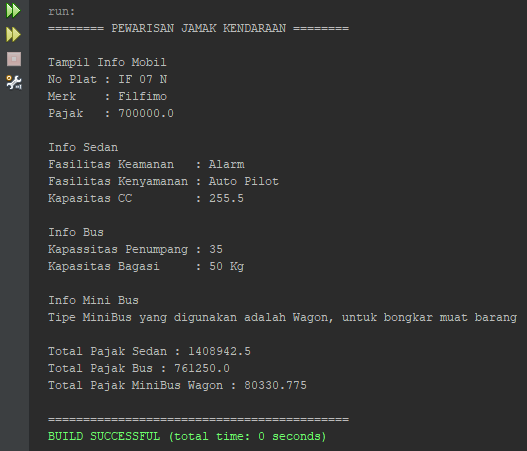 run:
======== PEWARISAN JAMAK KENDARAAN ========
Tampil Info Mobil
No Plat : IF 07 N
Merk    : Filfimo
Pajak   : 700000.0
Info Sedan
Fasilitas Keamanan   : Alarm
Fasilitas Kenyamanan : Auto Pilot
Kapasitas CC         : 255.5
Info Bus
Kapassitas Penumpang : 35
Kapasitas Bagasi     : 50 Kg
Info Mini Bus
Tipe MiniBus yang digunakan adalah Wagon, untuk bongkar muat barang
Total Pajak Sedan : 1408942.5
Total Pajak Bus : 761250.0
Total Pajak MiniBus Wagon : 80330.775
===========================================
BUILD SUCCESSFUL (total time: 0 seconds)